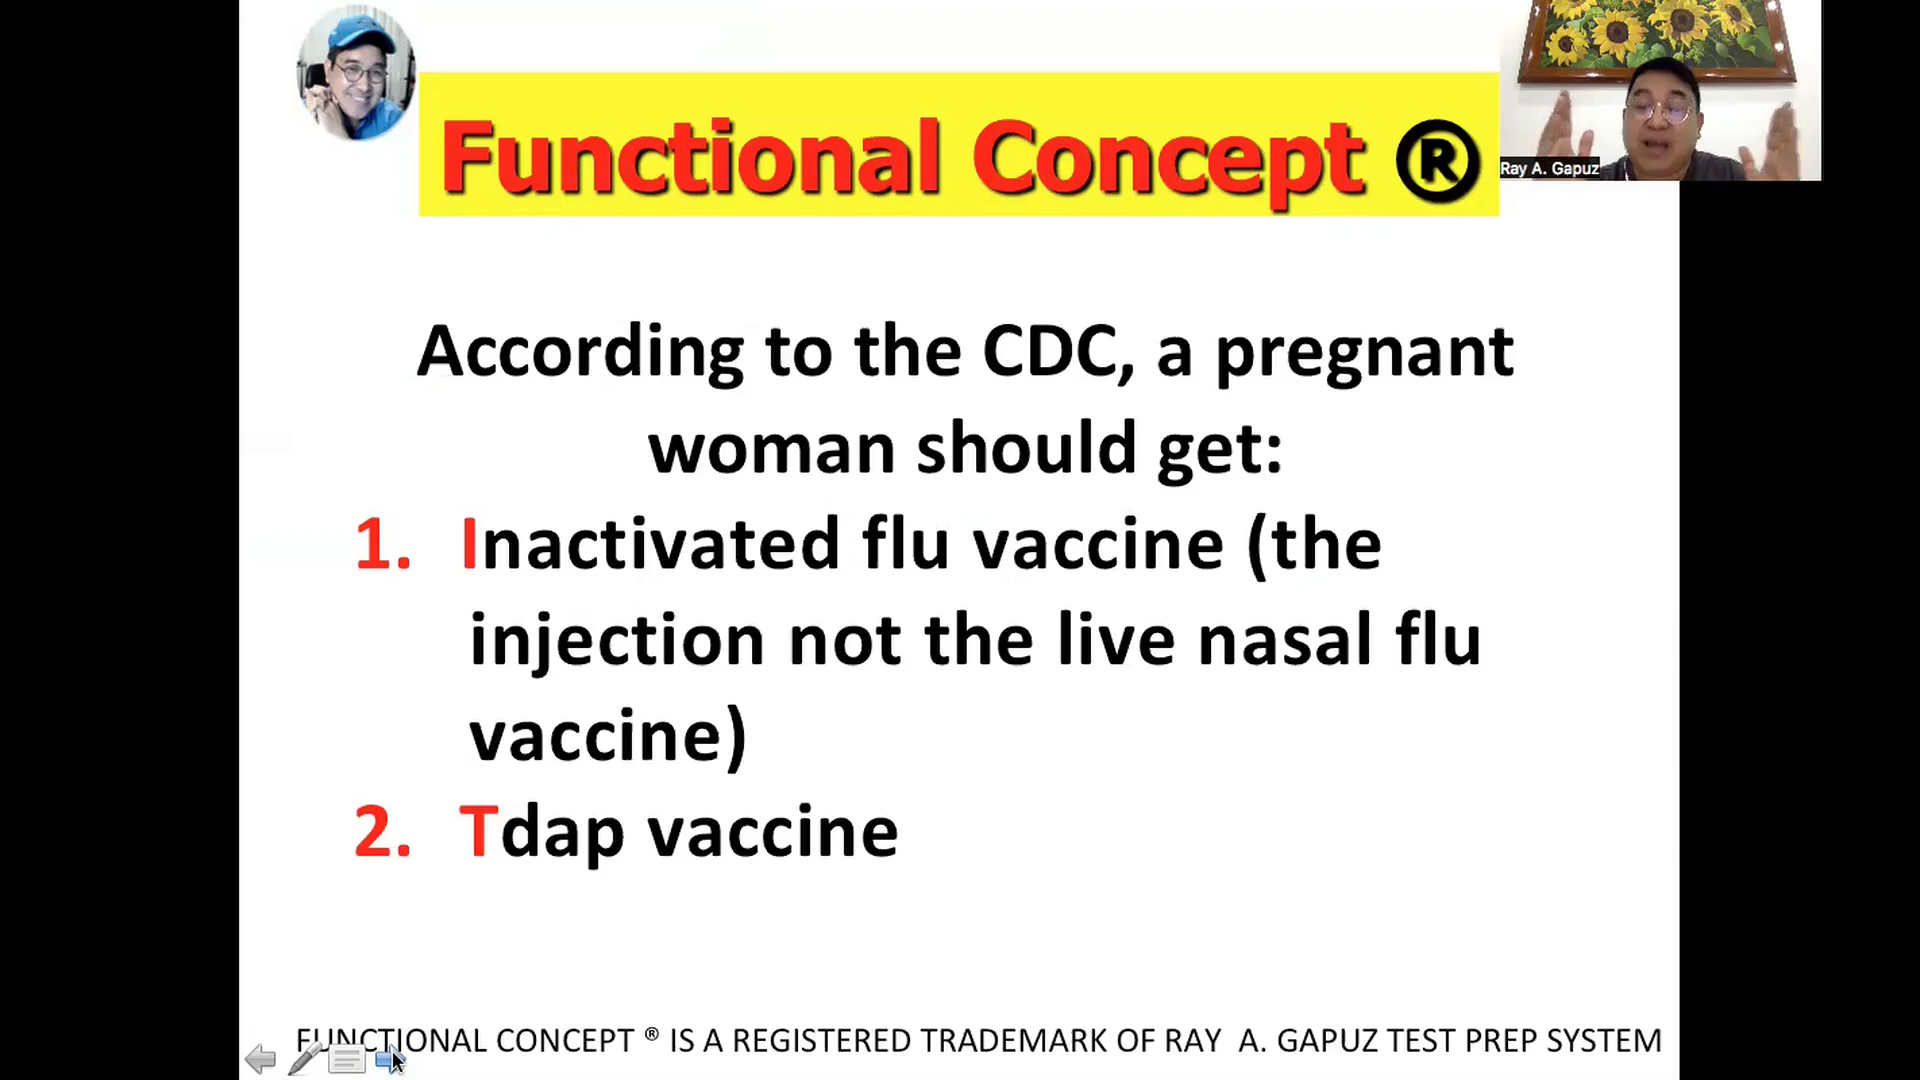 Functional Concept ®
Ray A. Gapuz
According to the CDC, a pregnant
woman should get:
1. Inactivated flu vaccine (the
injection not the live nasal flu
vaccine)
2. Tdap vaccine
FUNCTIONAL CONCEPT ® IS A REGISTERED TRADEMARK OF RAY A. GAPUZ TEST PREP SYSTEM